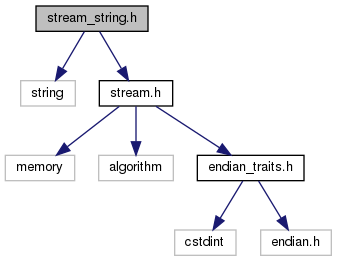 stream_string.h
string
stream.h
memory
algorithm
endian_traits.h
cstdint
endian.h